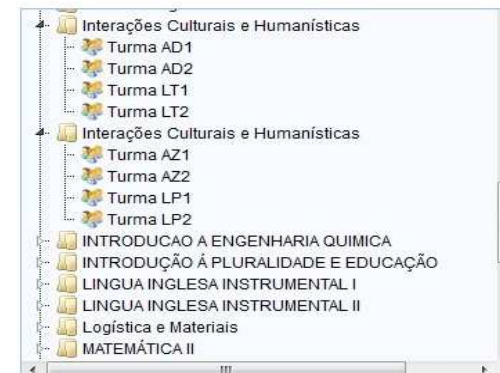 Interações Culturais e Humanísticas
Turma AD1
Turma AD2
Turma LT1
Turma LT2
Interações Culturais e Humanísticas
Turma AZ1
Turma AZ2
Turma LP1
Turma LP2
INTRODUCAO A ENGENHARIA QUIMICA
INTRODUÇÃO Á PLURALIDADE E EDUCAÇÃO
LINGUA INGLESA INSTRUMENTAL I
LINGUA INGLESA INSTRUMENTAL II
Logística e Materiais
MATEMÁTICA II